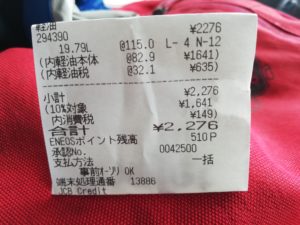 軽油 ¥2276
294390
19.79L @115.0 L- 4 N-12
(内軽油本体 @82.9 ¥1641)
(内軽油税 @32.1 ¥635)
小計 ¥2,276
(10%対象 ¥1,641
内消費税 ¥149)
合計 ¥2,276
ENEOSポイント残高 510P
承認No. 0042500
支払方法 一括
事前オーソリ OK
端末処理通番 13886
JCB Credit